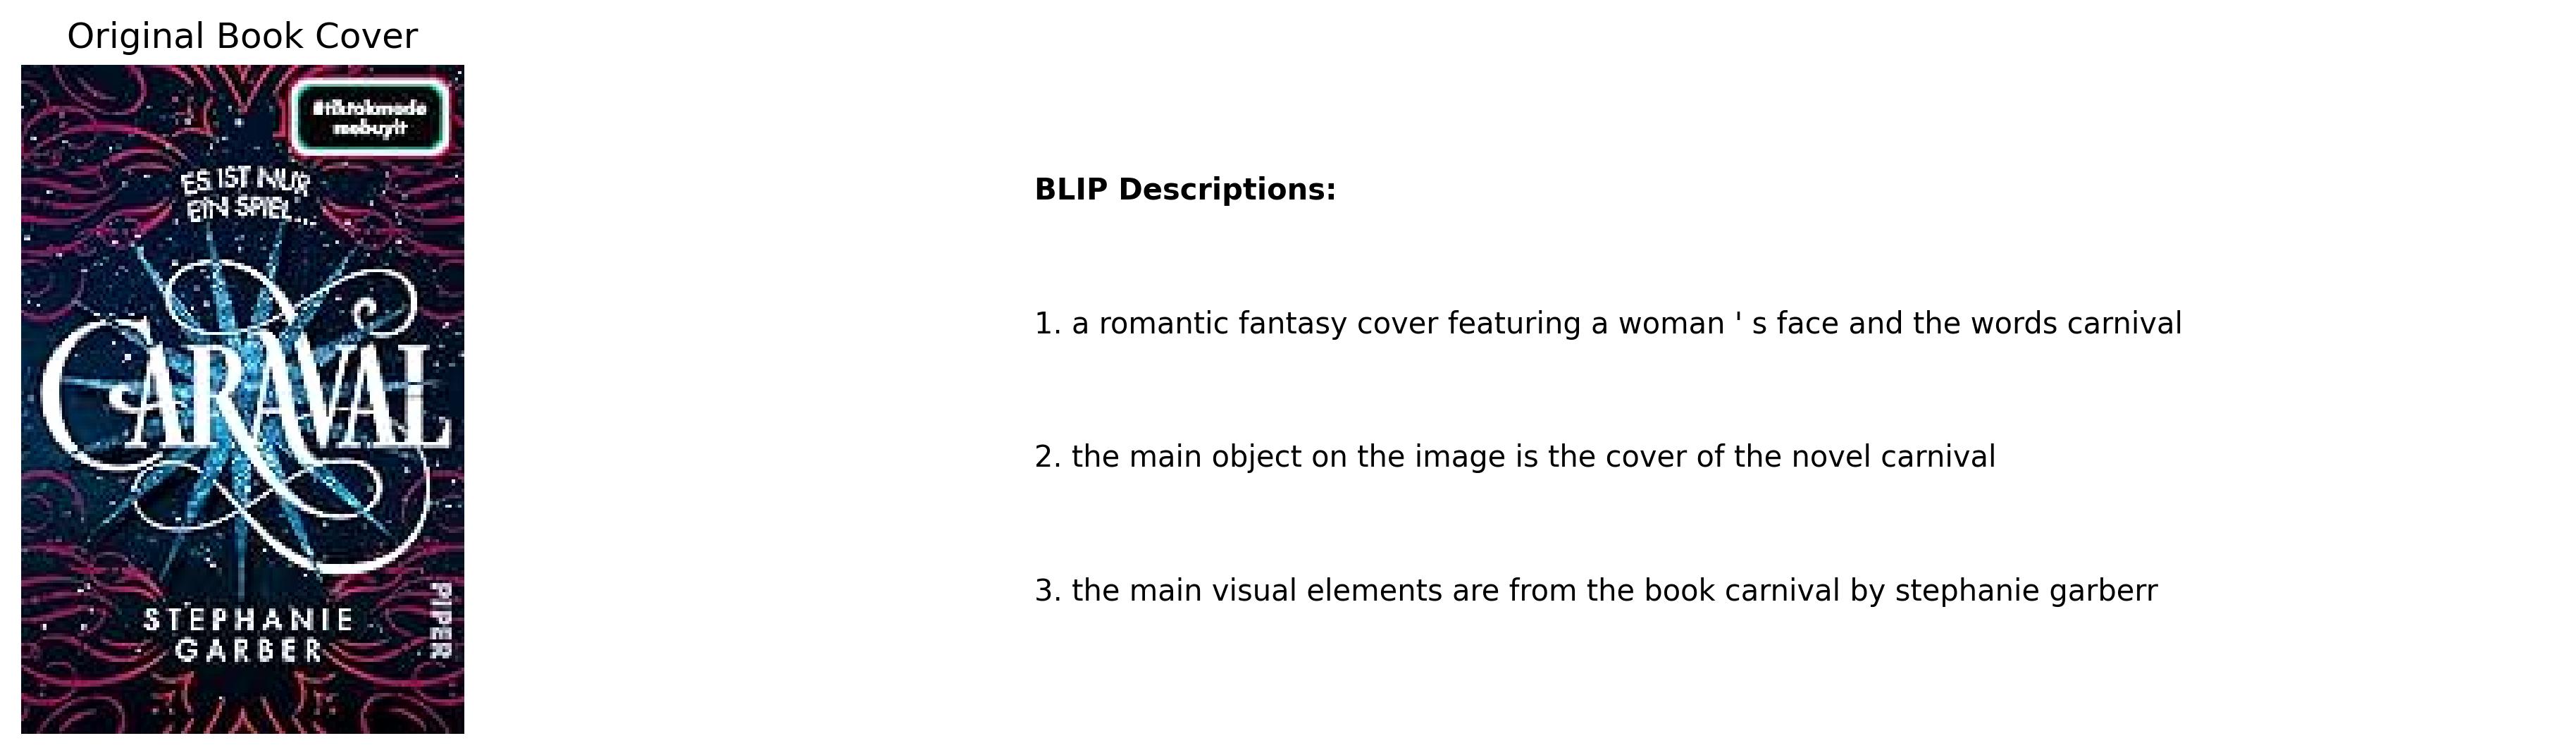 Original Book Cover
#tiktokmade
mebuyit
ES IST NUR
EIN SPIEL...
CARAVAL
STEPHANIE
GARBER
PIPER
BLIP Descriptions:
1. a romantic fantasy cover featuring a woman ' s face and the words carnival
2. the main object on the image is the cover of the novel carnival
3. the main visual elements are from the book carnival by stephanie garberr